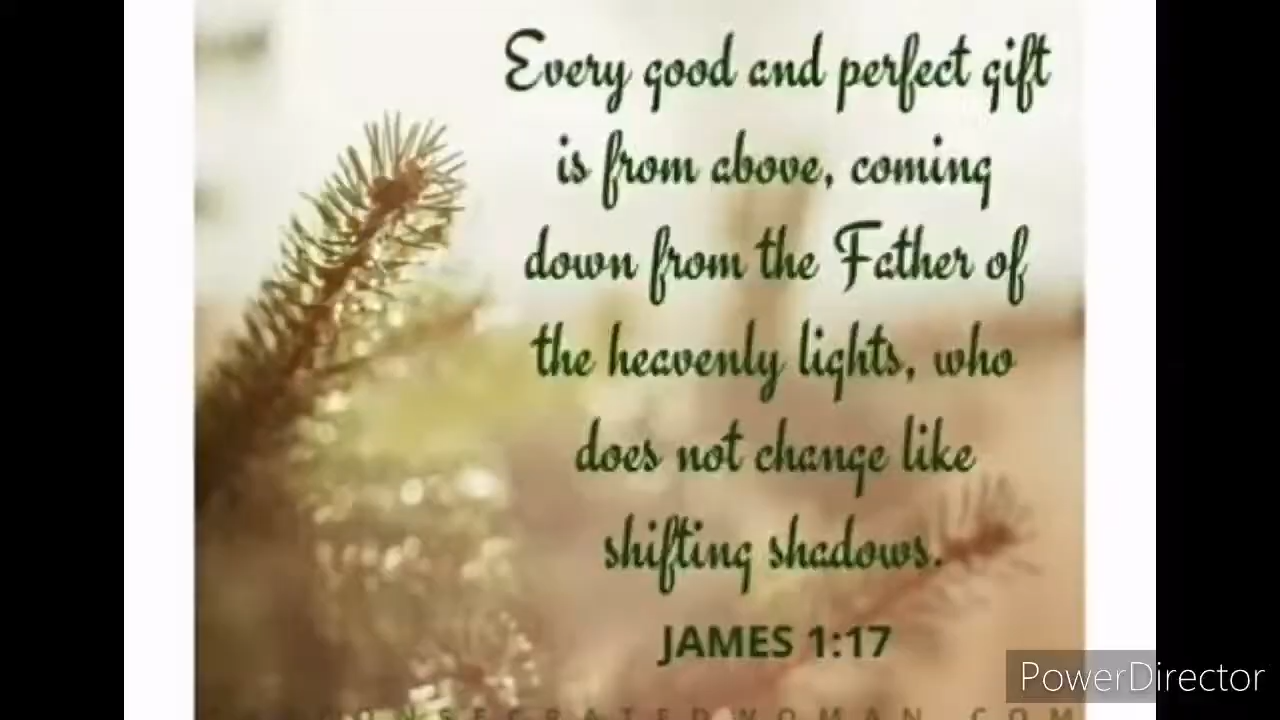 Every good and perfect gift
is from above, coming
down from the Father of
the heavenly lights, who
does not change like
shifting shadows.
JAMES 1:17
PowerDirector